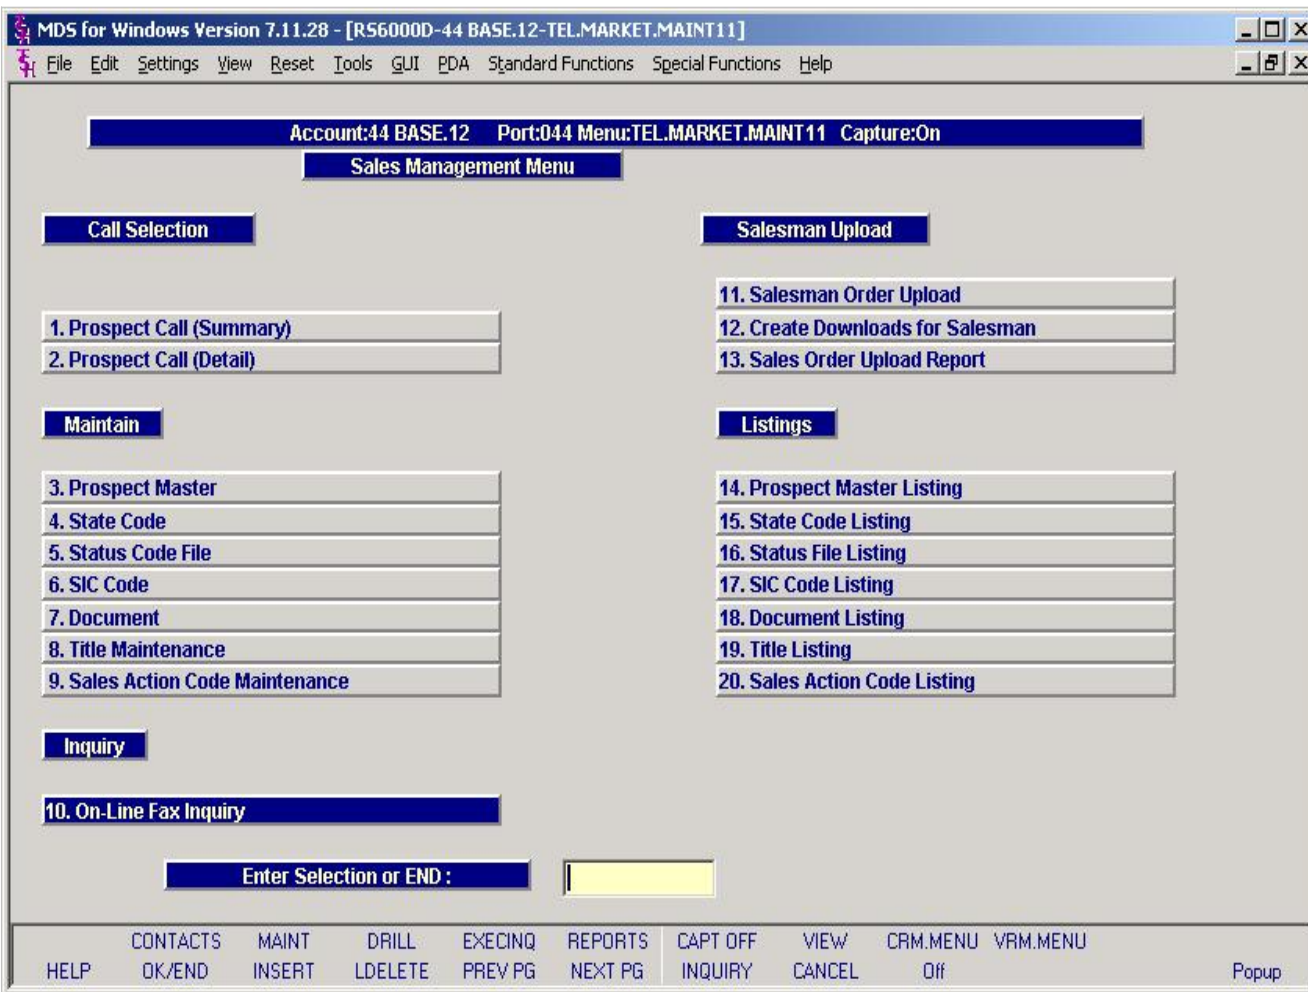 MDS for Windows Version 7.11.28 - [RS6000D-44 BASE.12-TEL.MARKET.MAINT11]
File Edit Settings View Reset Tools GUI PDA Standard Functions Special Functions Help
Account:44 BASE.12 Port:044 Menu:TEL.MARKET.MAINT11 Capture:On
Sales Management Menu
Call Selection
1. Prospect Call (Summary)
2. Prospect Call (Detail)
Maintain
3. Prospect Master
4. State Code
5. Status Code File
6. SIC Code
7. Document
8. Title Maintenance
9. Sales Action Code Maintenance
Inquiry
10. On-Line Fax Inquiry
Salesman Upload
11. Salesman Order Upload
12. Create Downloads for Salesman
13. Sales Order Upload Report
Listings
14. Prospect Master Listing
15. State Code Listing
16. Status File Listing
17. SIC Code Listing
18. Document Listing
19. Title Listing
20. Sales Action Code Listing
Enter Selection or END :
CONTACTS MAINT DRILL EXECINQ REPORTS CAPT OFF VIEW CRM.MENU VRM.MENU
HELP OK/END INSERT LDELETE PREV PG NEXT PG INQUIRY CANCEL Off Popup